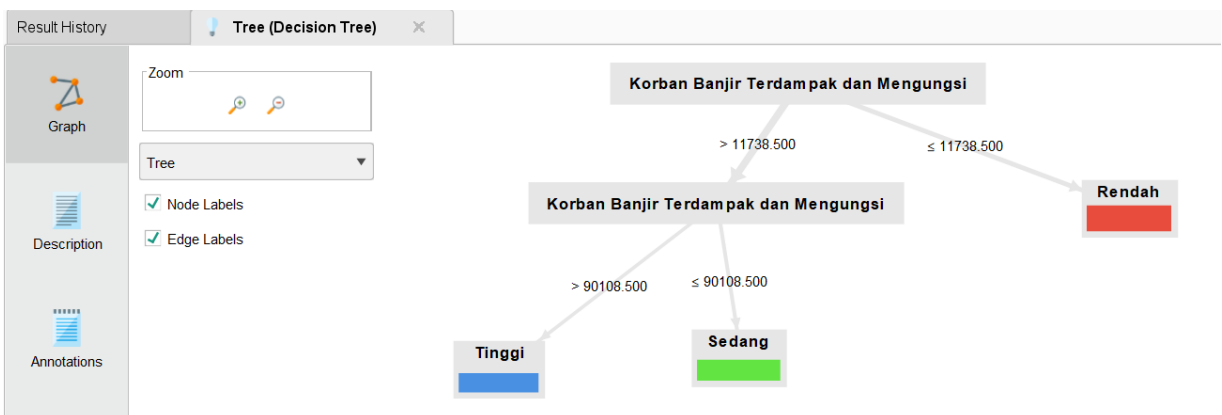 Result History
Tree (Decision Tree)
Zoom
Graph
Tree
Node Labels
Edge Labels
Description
Annotations
Korban Banjir Terdampak dan Mengungsi
> 11738.500
≤ 11738.500
Korban Banjir Terdampak dan Mengungsi
Rendah
> 90108.500
≤ 90108.500
Tinggi
Sedang